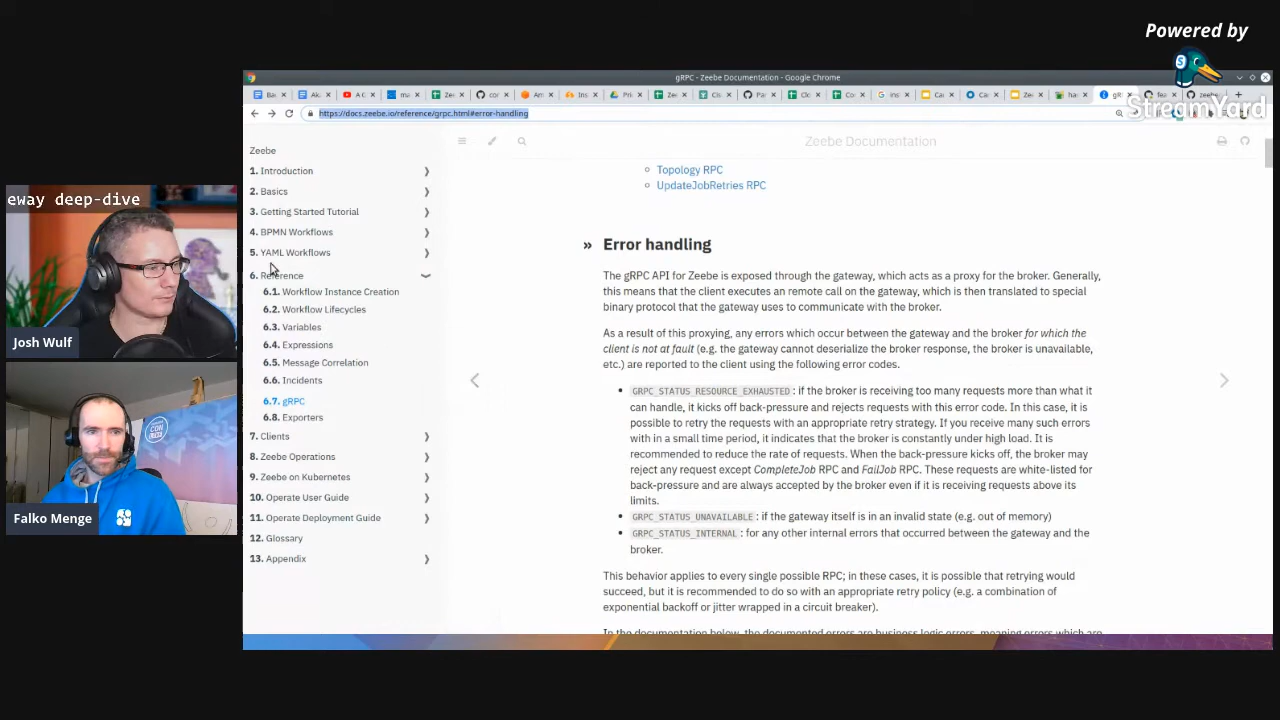 Powered by
StreamYard
gRPC - Zeebe Documentation - Google Chrome
https://docs.zeebe.io/reference/grpc.html#error-handling
Zeebe
1. Introduction
2. Basics
3. Getting Started Tutorial
4. BPMN Workflows
5. YAML Workflows
6. Reference
6.1. Workflow Instance Creation
6.2. Workflow Lifecycles
6.3. Variables
6.4. Expressions
6.5. Message Correlation
6.6. Incidents
6.7. gRPC
6.8. Exporters
7. Clients
8. Zeebe Operations
9. Zeebe on Kubernetes
10. Operate User Guide
11. Operate Deployment Guide
12. Glossary
13. Appendix
Zeebe Documentation
Topology RPC
UpdateJobRetries RPC
» Error handling
The gRPC API for Zeebe is exposed through the gateway, which acts as a proxy for the broker. Generally,
this means that the client executes an remote call on the gateway, which is then translated to special
binary protocol that the gateway uses to communicate with the broker.
As a result of this proxying, any errors which occur between the gateway and the broker for which the
client is not at fault (e.g. the gateway cannot deserialize the broker response, the broker is unavailable,
etc.) are reported to the client using the following error codes.
GRPC_STATUS_RESOURCE_EXHAUSTED : if the broker is receiving too many requests more than what it
can handle, it kicks off back-pressure and rejects requests with this error code. In this case, it is
possible to retry the requests with an appropriate retry strategy. If you receive many such errors
with in a small time period, it indicates that the broker is constantly under high load. It is
recommended to reduce the rate of requests. When the back-pressure kicks off, the broker may
reject any request except CompleteJob RPC and FailJob RPC. These requests are white-listed for
back-pressure and are always accepted by the broker even if it is receiving requests above its
limits.
GRPC_STATUS_UNAVAILABLE : if the gateway itself is in an invalid state (e.g. out of memory)
GRPC_STATUS_INTERNAL : for any other internal errors that occurred between the gateway and the
broker.
This behavior applies to every single possible RPC; in these cases, it is possible that retrying would
succeed, but it is recommended to do so with an appropriate retry policy (e.g. a combination of
exponential backoff or jitter wrapped in a circuit breaker).
In the documentation below, the documented errors are business logic errors, meaning errors which are
eway deep-dive
Josh Wulf
Falko Menge